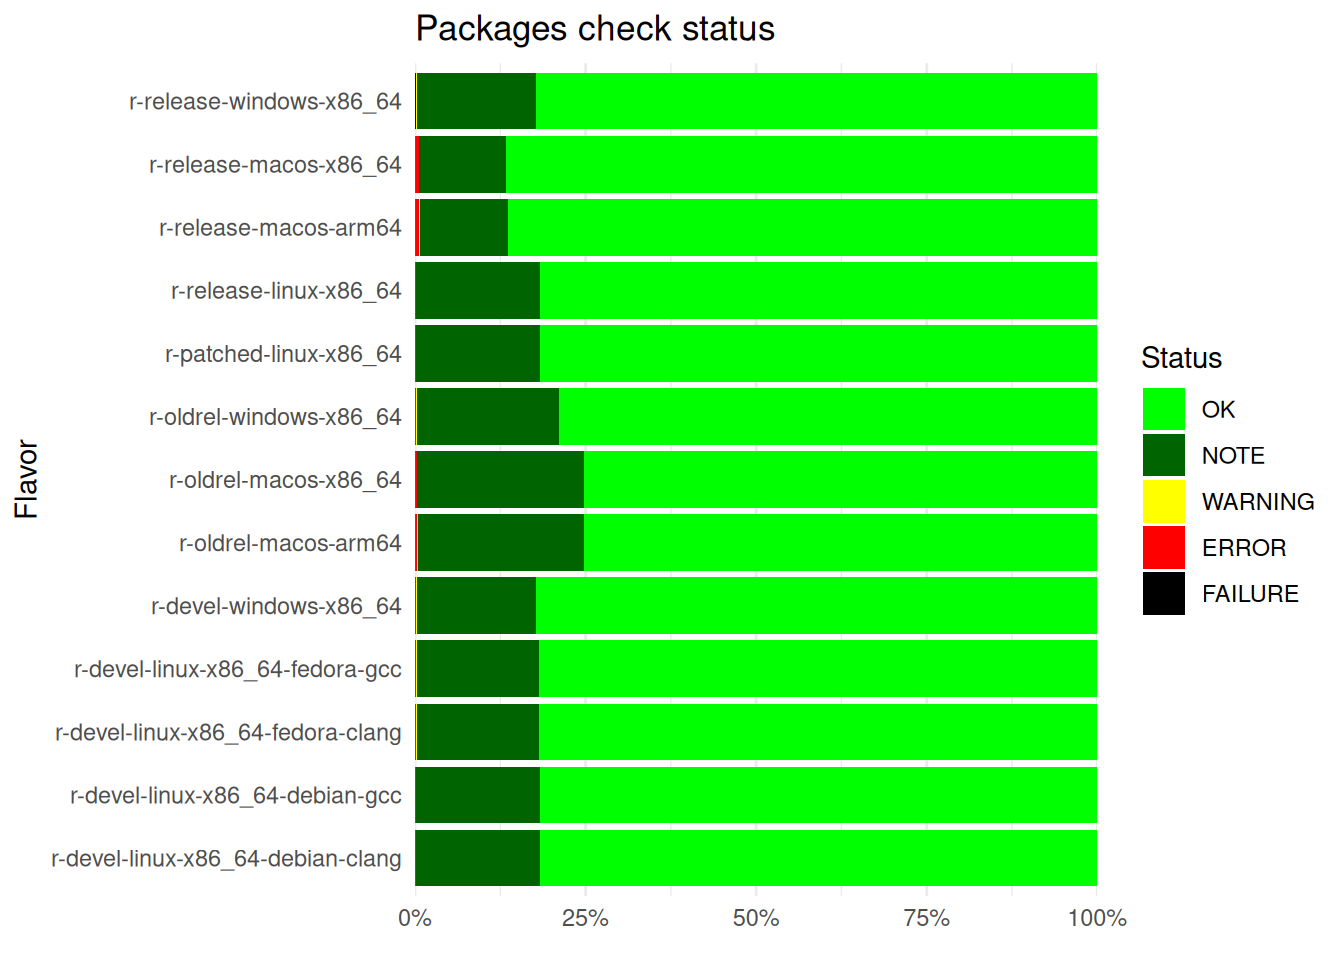 Packages check status
r-release-windows-x86_64
r-release-macos-x86_64
r-release-macos-arm64
r-release-linux-x86_64
r-patched-linux-x86_64
r-oldrel-windows-x86_64
r-oldrel-macos-x86_64
r-oldrel-macos-arm64
r-devel-windows-x86_64
r-devel-linux-x86_64-fedora-gcc
r-devel-linux-x86_64-fedora-clang
r-devel-linux-x86_64-debian-gcc
r-devel-linux-x86_64-debian-clang
Flavor
0% 25% 50% 75% 100%
Status
OK
NOTE
WARNING
ERROR
FAILURE